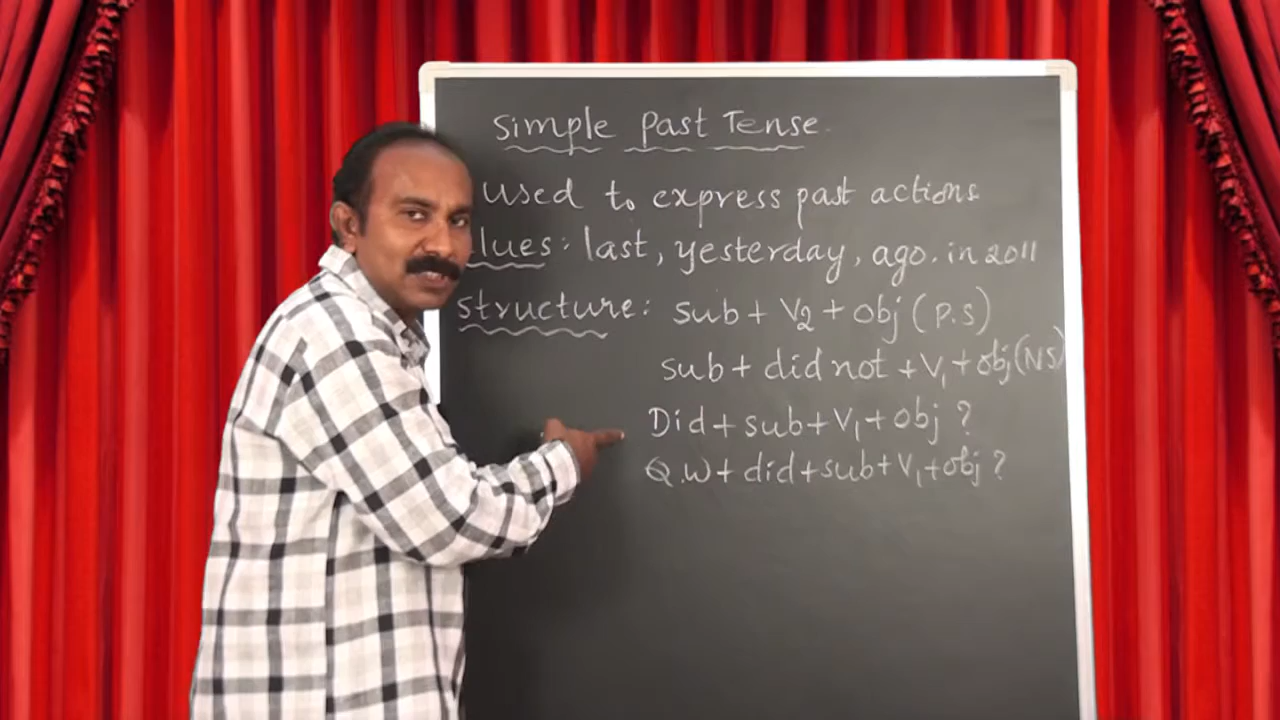 Simple Past Tense.
used to express past actions
lues: last, yesterday, ago. in 2011
structure: sub + V2 + obj (P.S)
sub + did not + V1 + obj (NS)
Did + sub + V1 + obj ?
Q.W + did + sub + V1 + obj ?